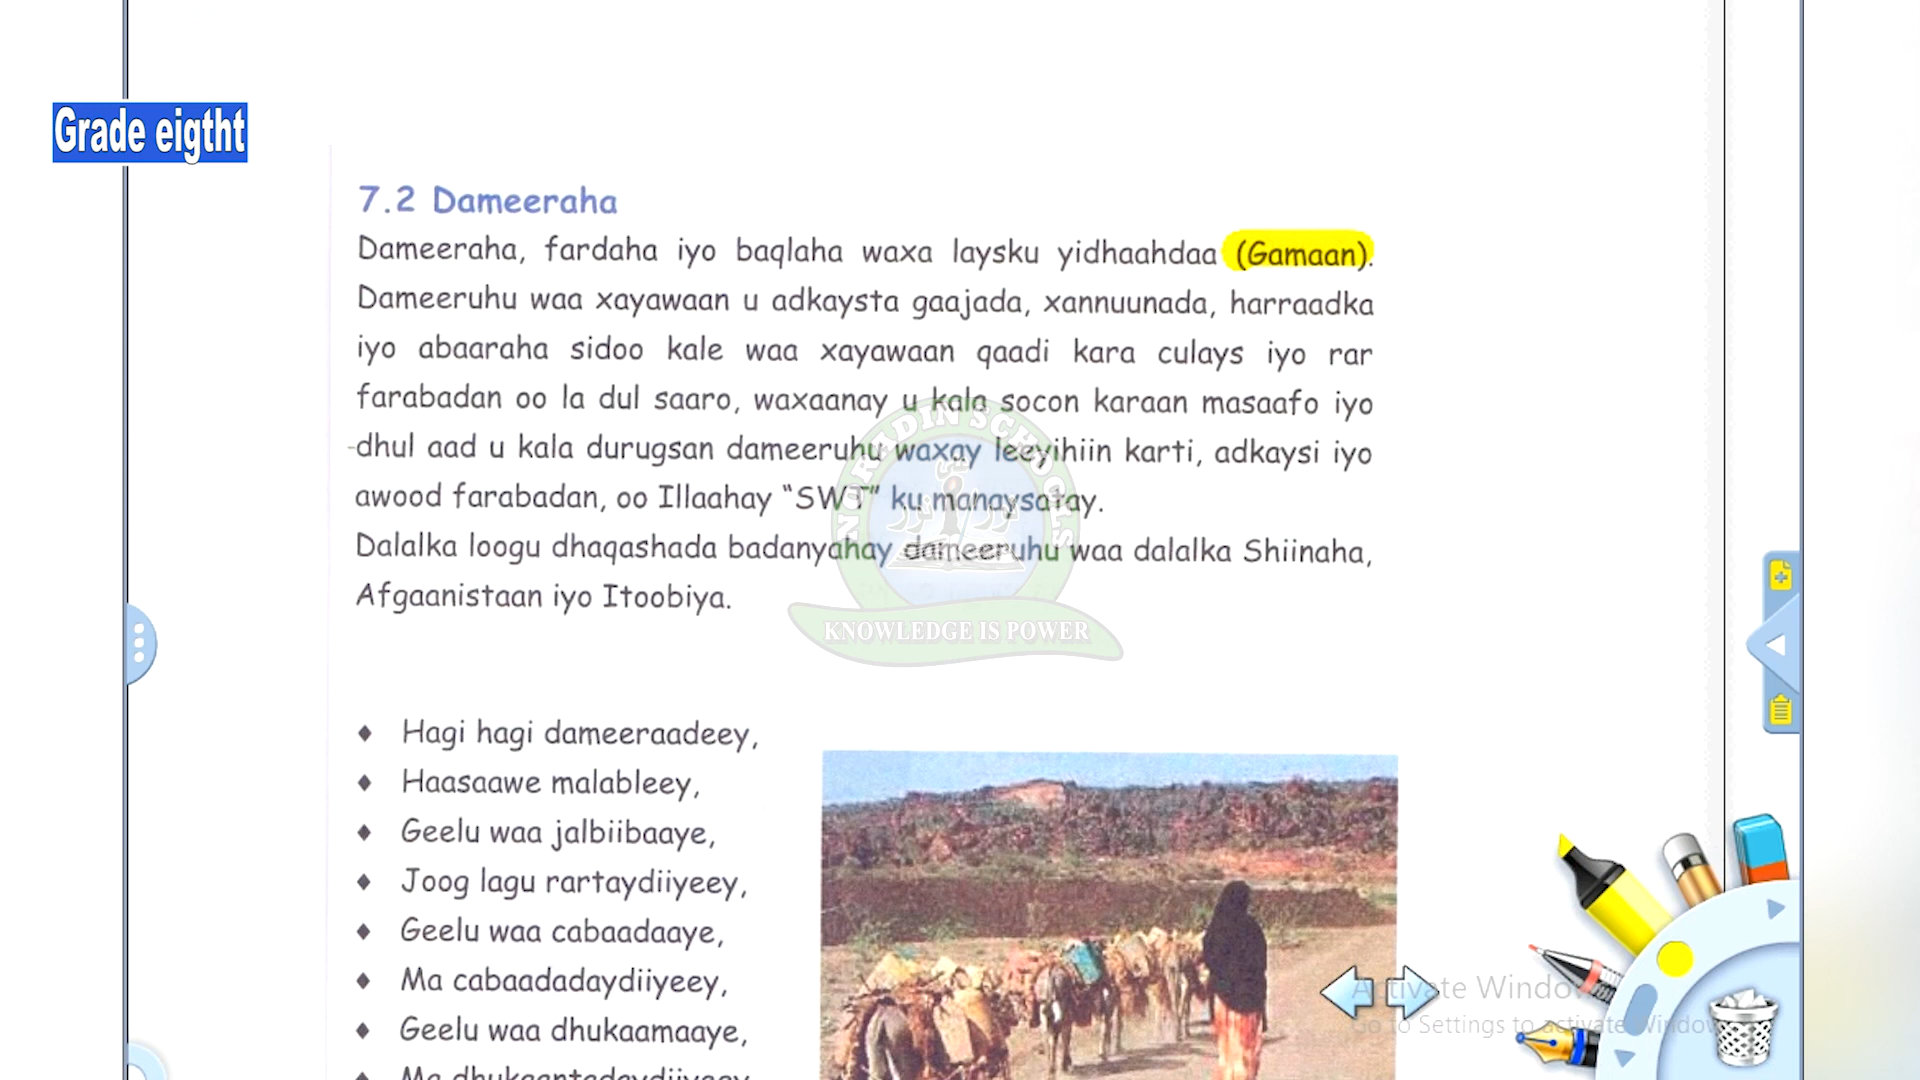 Grade eigtht
7.2 Dameeraha
Dameeraha, fardaha iyo baqlaha waxa laysku yidhaahdaa (Gamaan).
Dameeruhu waa xayawaan u adkaysta gaajada, xannuunada, harraadka
iyo abaaraha sidoo kale waa xayawaan qaadi kara culays iyo rar
farabadan oo la dul saaro, waxaanay u kala socon karaan masaafo iyo
-dhul aad u kala durugsan dameeruhu waxay leeyihiin karti, adkaysi iyo
awood farabadan, oo Illaahay “SWT” ku manaysatay.
Dalalka loogu dhaqashada badanyahay dameeruhu waa dalalka Shiinaha,
Afgaanistaan iyo Itoobiya.
NORADIN SCHOOLS
KNOWLEDGE IS POWER
♦ Hagi hagi dameeraadeey,
♦ Haasaawe malableey,
♦ Geelu waa jalbiibaaye,
♦ Joog lagu rartaydiiyeey,
♦ Geelu waa cabaadaaye,
♦ Ma cabaadadaydiiyeey,
♦ Geelu waa dhukaamaaye,
♦ Ma dhukaantadaydiiyeey
Activate Windows
Go to Settings to activate Windows